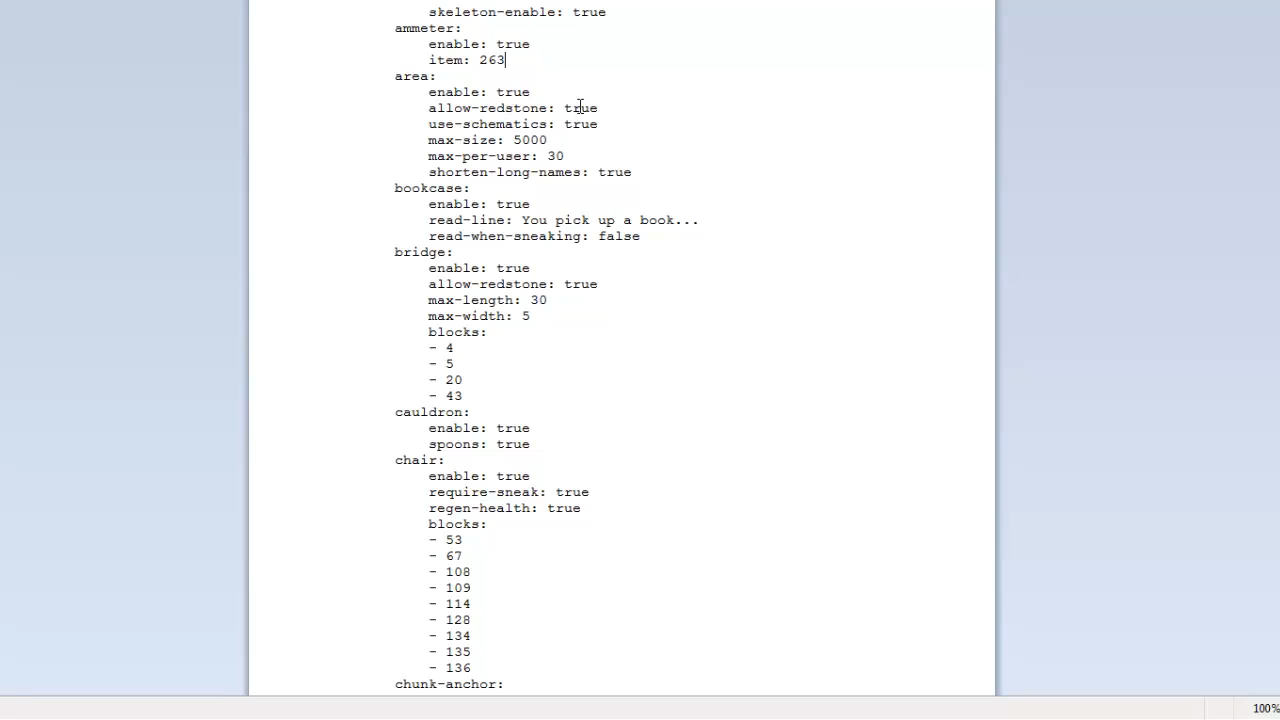 skeleton-enable: true
ammeter:
enable: true
item: 263
area:
enable: true
allow-redstone: true
use-schematics: true
max-size: 5000
max-per-user: 30
shorten-long-names: true
bookcase:
enable: true
read-line: You pick up a book...
read-when-sneaking: false
bridge:
enable: true
allow-redstone: true
max-length: 30
max-width: 5
blocks:
- 4
- 5
- 20
- 43
cauldron:
enable: true
spoons: true
chair:
enable: true
require-sneak: true
regen-health: true
blocks:
- 53
- 67
- 108
- 109
- 114
- 128
- 134
- 135
- 136
chunk-anchor:
100%